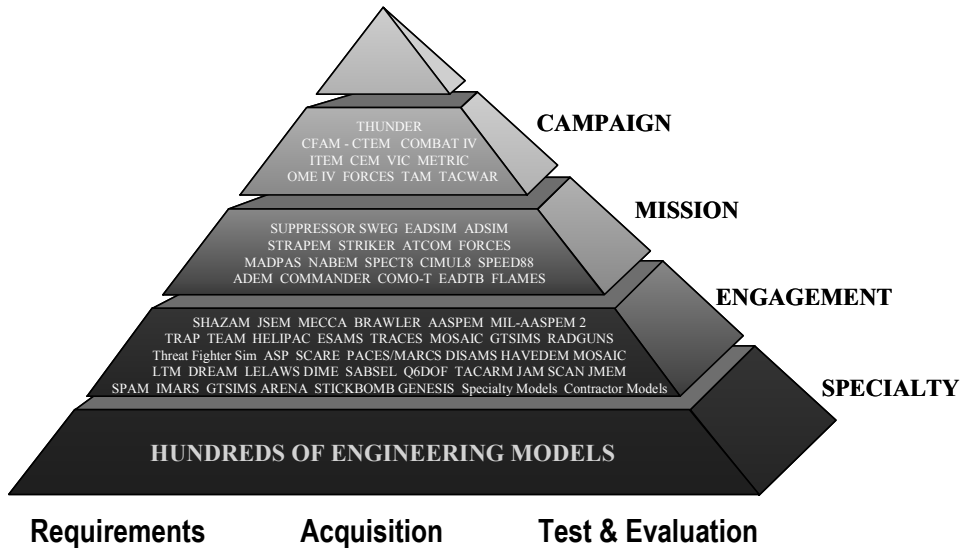 THUNDER
CFAM - CTEM COMBAT IV
ITEM CEM VIC METRIC
OME IV FORCES TAM TACWAR
CAMPAIGN
SUPPRESSOR SWEG EADSIM ADSIM
STRAPEM STRIKER ATCOM FORCES
MADPAS NABEM SPECT8 CIMUL8 SPEED88
ADEM COMMANDER COMO-T EADTB FLAMES
MISSION
SHAZAM JSEM MECCA BRAWLER AASPEM MIL-AASPEM 2
TRAP TEAM HELIPAC ESAMS TRACES MOSAIC GTSIMS RADGUNS
Threat Fighter Sim ASP SCARE PACES/MARCS DISAMS HAVEDEM MOSAIC
LTM DREAM LELAWS DIME SABSEL Q6DOF TACARM JAM SCAN JMEM
SPAM IMARS GTSIMS ARENA STICKBOMB GENESIS Specialty Models Contractor Models
ENGAGEMENT
HUNDREDS OF ENGINEERING MODELS
SPECIALTY
Requirements Acquisition Test & Evaluation